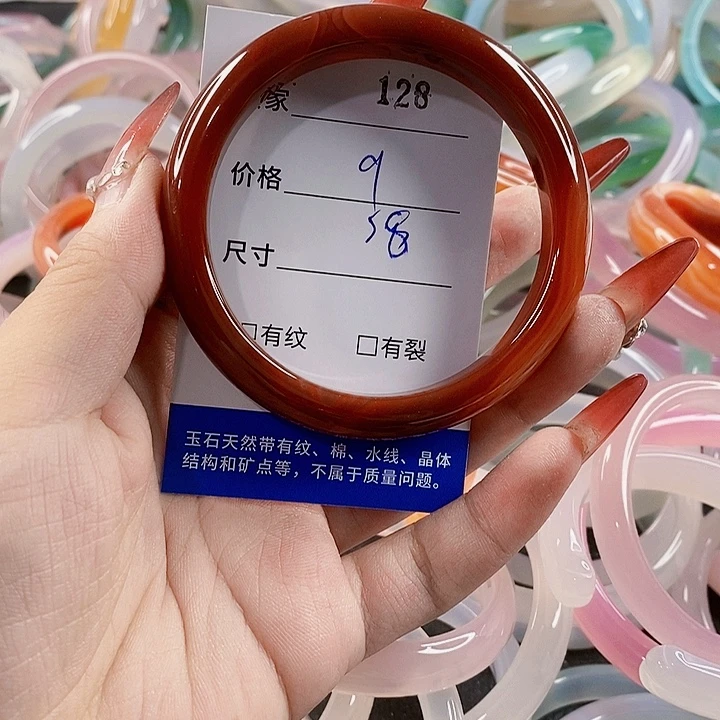 家 128
价格 9
尺寸 58
□有纹 □有裂
玉石天然带有纹、棉、水线、晶体
结构和矿点等，不属于质量问题。